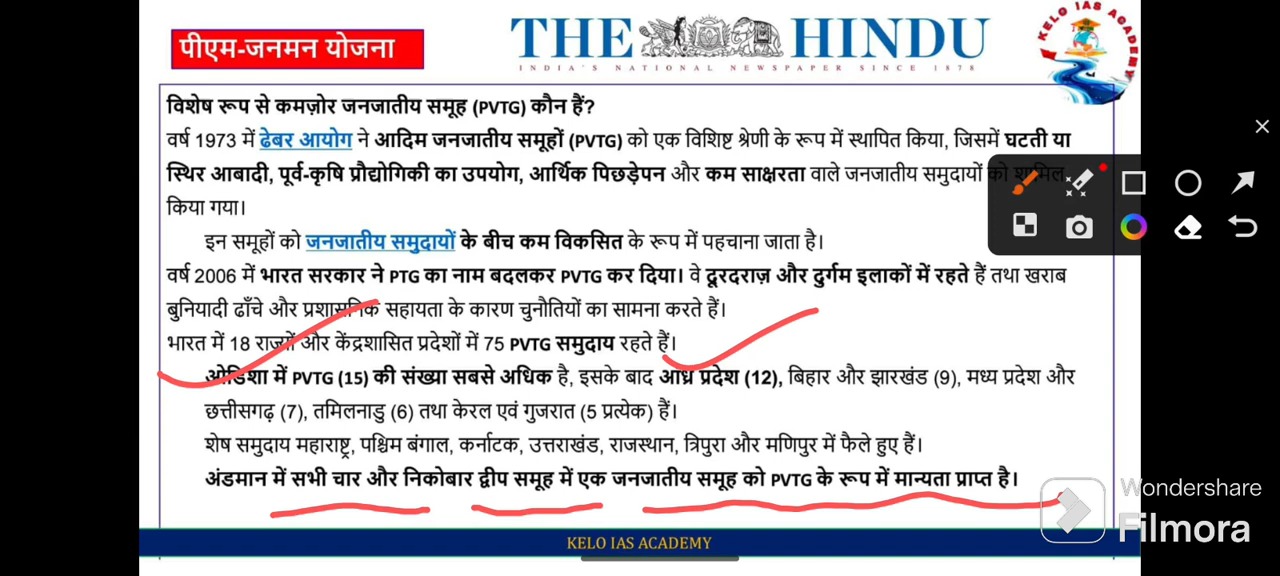 पीएम-जनमन योजना
THE HINDU
INDIA'S NATIONAL NEWSPAPER SINCE 1878
KELO IAS ACADEMY
विशेष रूप से कमज़ोर जनजातीय समूह (PVTG) कौन हैं?
वर्ष 1973 में ढेबर आयोग ने आदिम जनजातीय समूहों (PVTG) को एक विशिष्ट श्रेणी के रूप में स्थापित किया, जिसमें घटती या
स्थिर आबादी, पूर्व-कृषि प्रौद्योगिकी का उपयोग, आर्थिक पिछड़ेपन और कम साक्षरता वाले जनजातीय समुदायों को शामिल
किया गया।
इन समूहों को जनजातीय समुदायों के बीच कम विकसित के रूप में पहचाना जाता है।
वर्ष 2006 में भारत सरकार ने PTG का नाम बदलकर PVTG कर दिया। वे दूरदराज़ और दुर्गम इलाकों में रहते हैं तथा खराब
बुनियादी ढाँचे और प्रशासनिक सहायता के कारण चुनौतियों का सामना करते हैं।
भारत में 18 राज्यों और केंद्रशासित प्रदेशों में 75 PVTG समुदाय रहते हैं।
ओडिशा में PVTG (15) की संख्या सबसे अधिक है, इसके बाद आंध्र प्रदेश (12), बिहार और झारखंड (9), मध्य प्रदेश और
छत्तीसगढ़ (7), तमिलनाडु (6) तथा केरल एवं गुजरात (5 प्रत्येक) हैं।
शेष समुदाय महाराष्ट्र, पश्चिम बंगाल, कर्नाटक, उत्तराखंड, राजस्थान, त्रिपुरा और मणिपुर में फैले हुए हैं।
अंडमान में सभी चार और निकोबार द्वीप समूह में एक जनजातीय समूह को PVTG के रूप में मान्यता प्राप्त है।
Wondershare
Filmora
KELO IAS ACADEMY